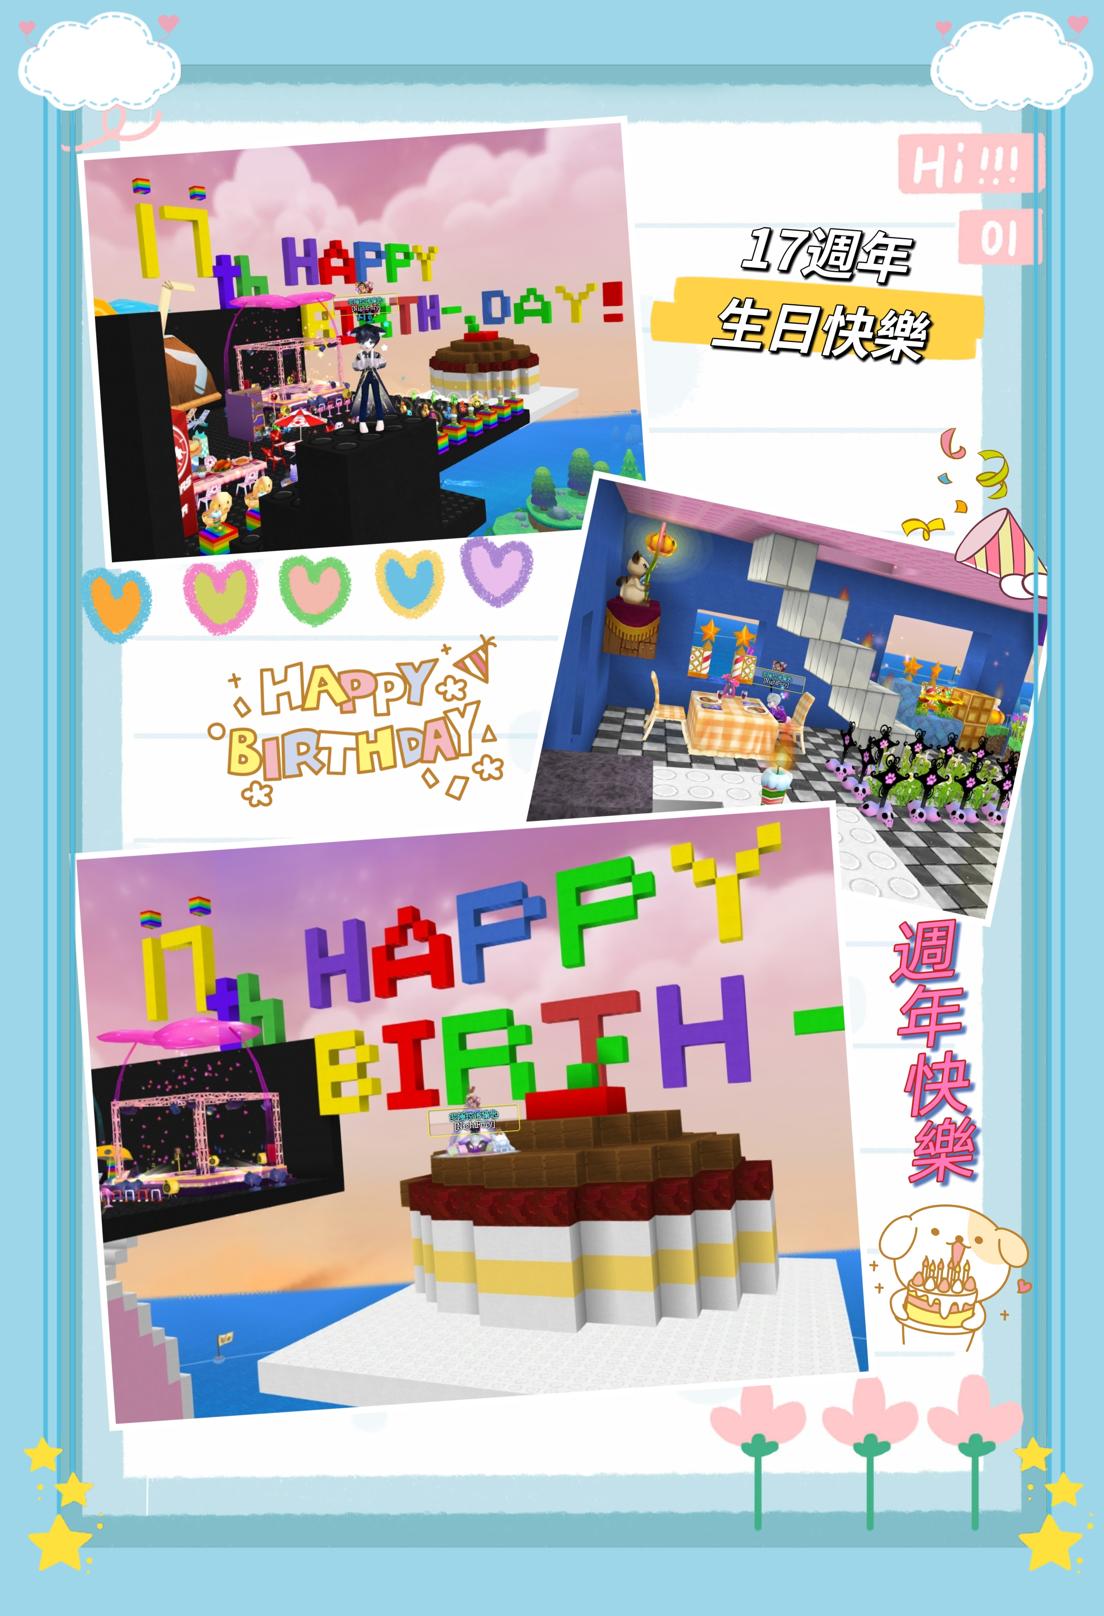 Hi !!!
01
17週年
生日快樂
17th HAPPY
BIRTH-DAY!
HAPPY
BIRTHDAY
17th HAPPY
BIRTH-
週年快樂